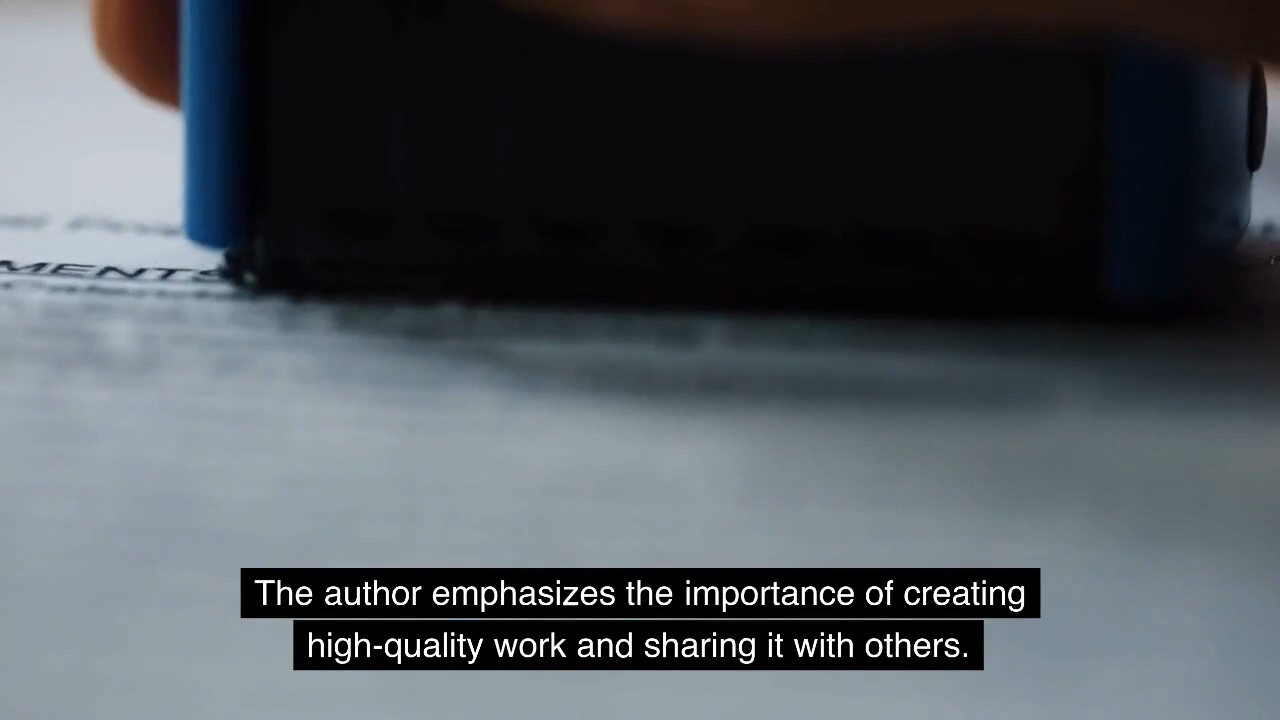 MENTS
The author emphasizes the importance of creating
high-quality work and sharing it with others.